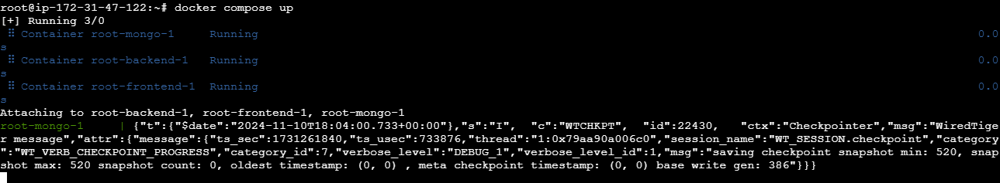 root@ip-172-31-47-122:~# docker compose up
[+] Running 3/0
⠿ Container root-mongo-1     Running     0.0
s
⠿ Container root-backend-1   Running     0.0
s
⠿ Container root-frontend-1  Running     0.0
s
Attaching to root-backend-1, root-frontend-1, root-mongo-1
root-mongo-1     | {"t":{"$date":"2024-11-10T18:04:00.733+00:00"},"s":"I",  "c":"WTCHKPT",  "id":22430,   "ctx":"Checkpointer","msg":"WiredTige
r message","attr":{"message":{"ts_sec":1731261840,"ts_usec":733876,"thread":"1:0x79aa90a006c0","session_name":"WT_SESSION.checkpoint","category
":"WT_VERB_CHECKPOINT_PROGRESS","category_id":7,"verbose_level":"DEBUG_1","verbose_level_id":1,"msg":"saving checkpoint snapshot min: 520, snap
shot max: 520 snapshot count: 0, oldest timestamp: (0, 0) , meta checkpoint timestamp: (0, 0) base write gen: 386"}}}